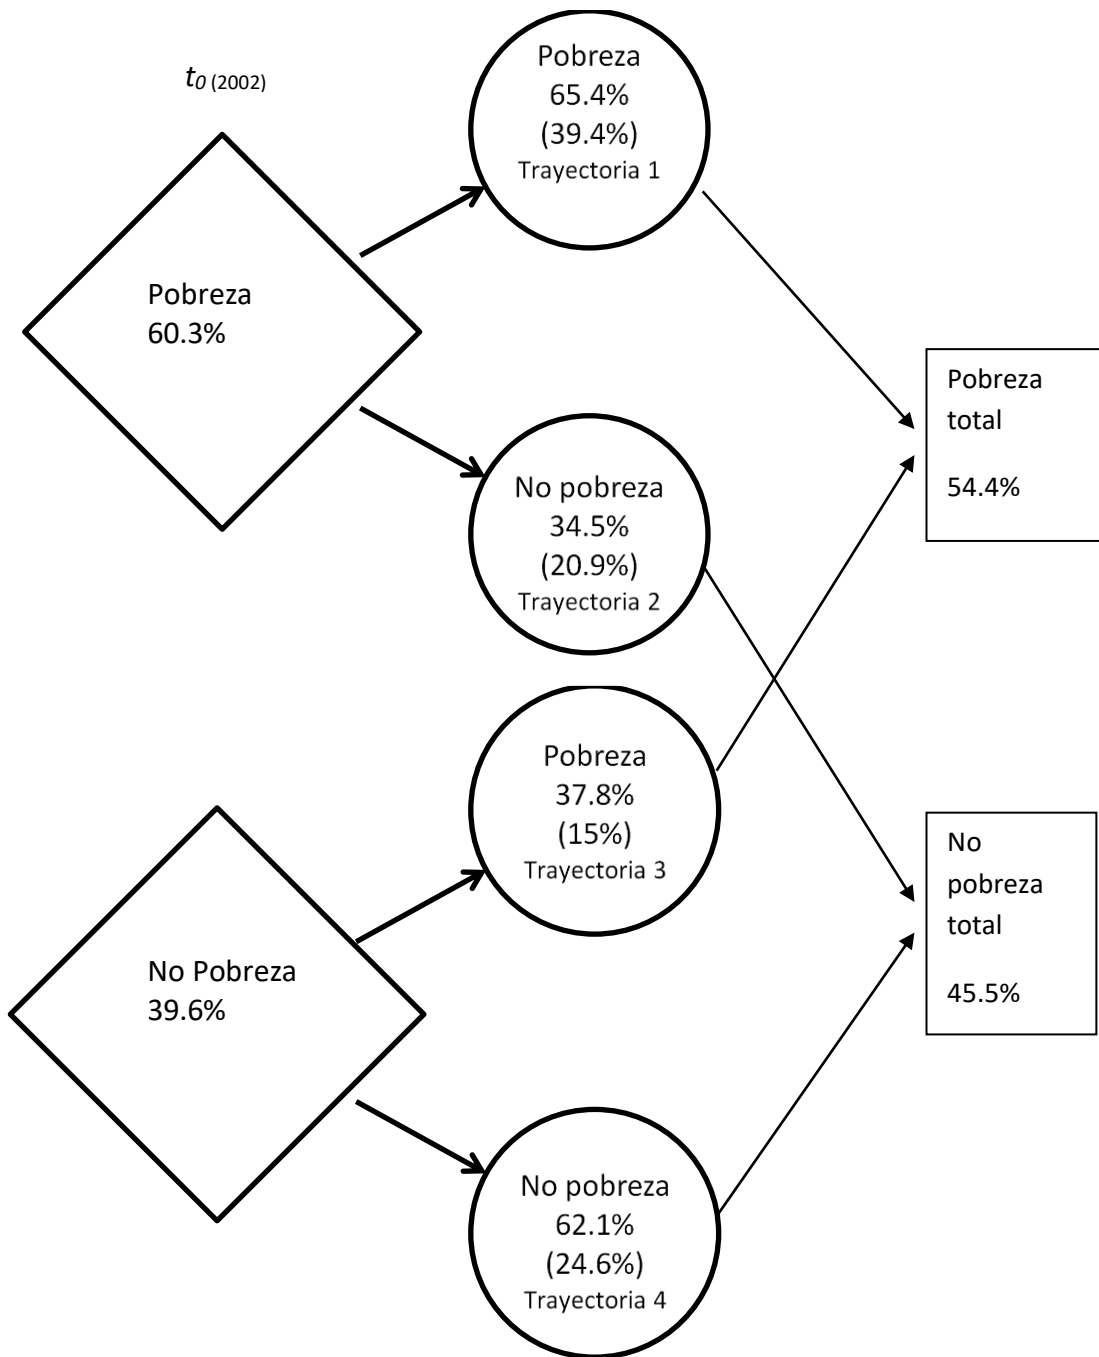 t0 (2002)
Pobreza
60.3%
Pobreza
65.4%
(39.4%)
Trayectoria 1
No pobreza
34.5%
(20.9%)
Trayectoria 2
Pobreza
total
54.4%
No Pobreza
39.6%
Pobreza
37.8%
(15%)
Trayectoria 3
No pobreza
62.1%
(24.6%)
Trayectoria 4
No
pobreza
total
45.5%